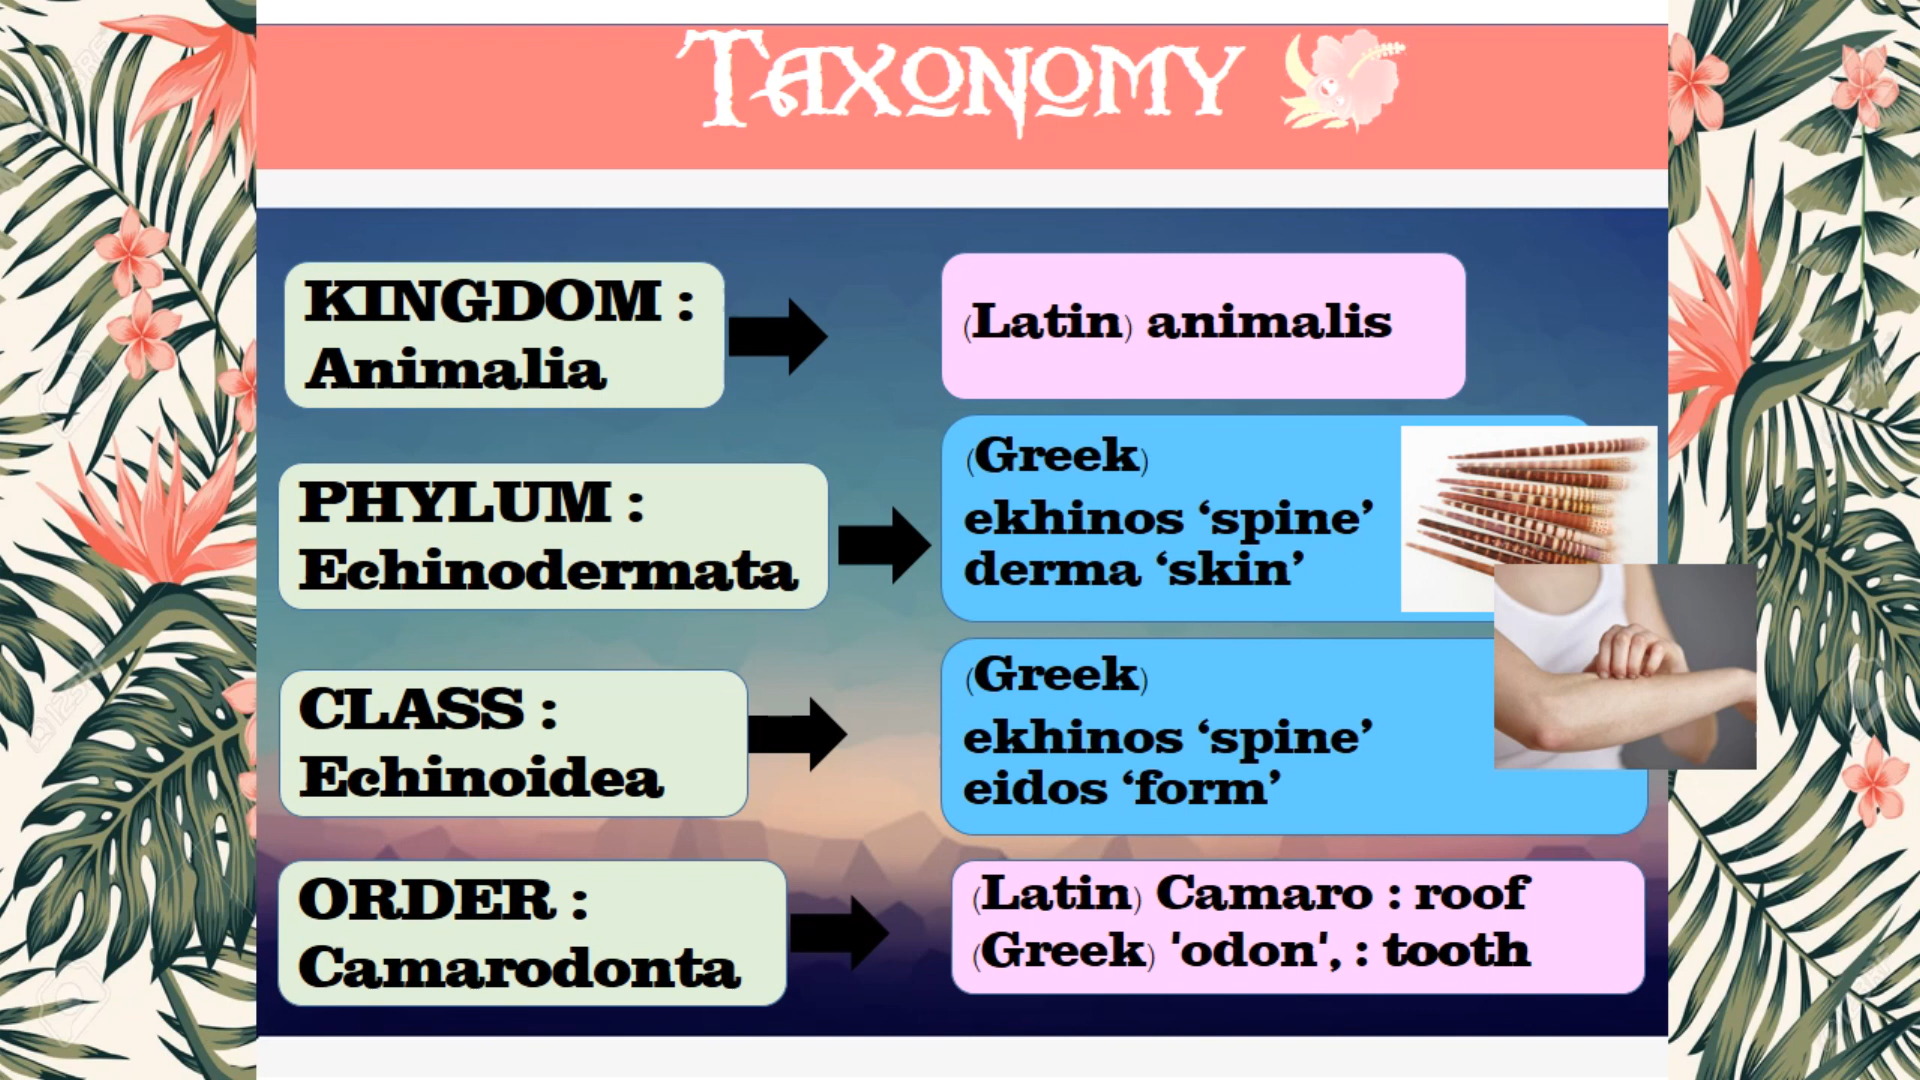 TAXONOMY
KINGDOM :
Animalia
(Latin) animalis
PHYLUM :
Echinodermata
(Greek)
ekhinos ‘spine’
derma ‘skin’
CLASS :
Echinoidea
(Greek)
ekhinos ‘spine’
eidos ‘form’
ORDER :
Camarodonta
(Latin) Camaro : roof
(Greek) 'odon', : tooth